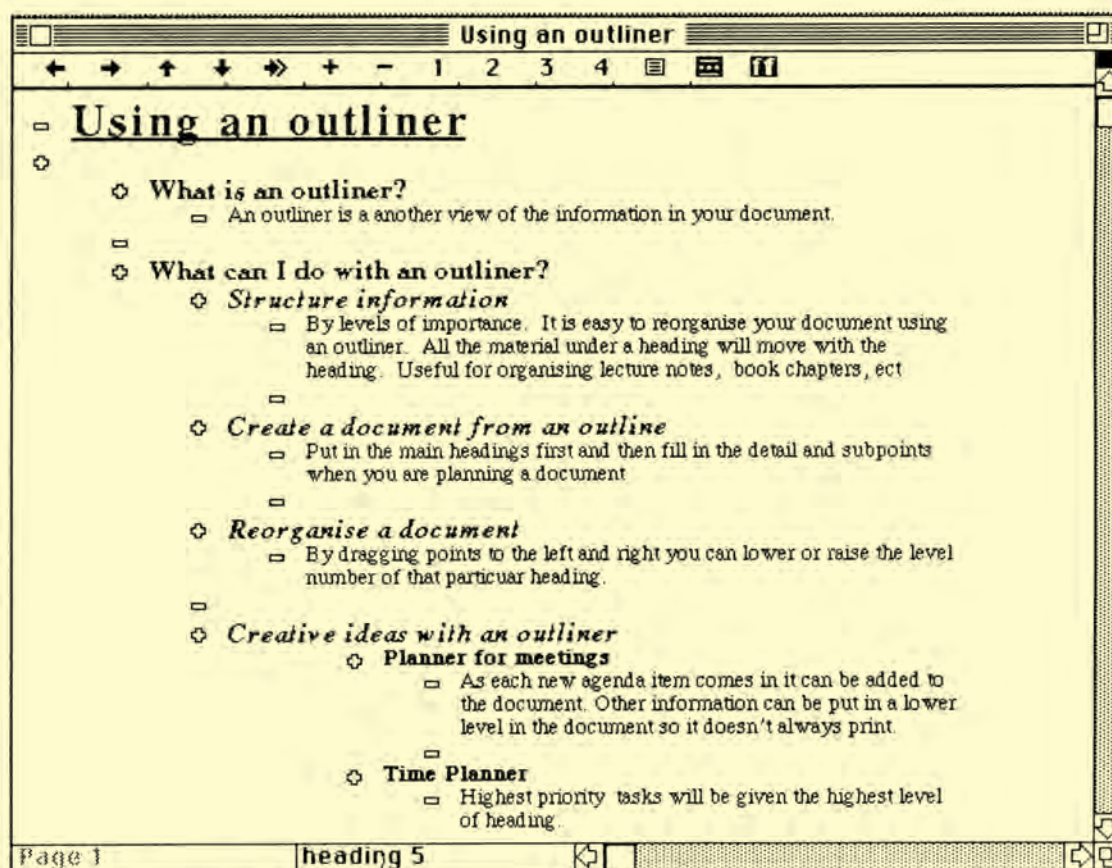 Using an outliner
1 2 3 4
Using an outliner
What is an outliner?
An outliner is a another view of the information in your document.
What can I do with an outliner?
Structure information
By levels of importance. It is easy to reorganise your document using
an outliner. All the material under a heading will move with the
heading. Useful for organising lecture notes, book chapters, ect
Create a document from an outline
Put in the main headings first and then fill in the detail and subpoints
when you are planning a document
Reorganise a document
By dragging points to the left and right you can lower or raise the level
number of that particuar heading.
Creative ideas with an outliner
Planner for meetings
As each new agenda item comes in it can be added to
the document. Other information can be put in a lower
level in the document so it doesn't always print.
Time Planner
Highest priority tasks will be given the highest level
of heading.
Page 1 heading 5